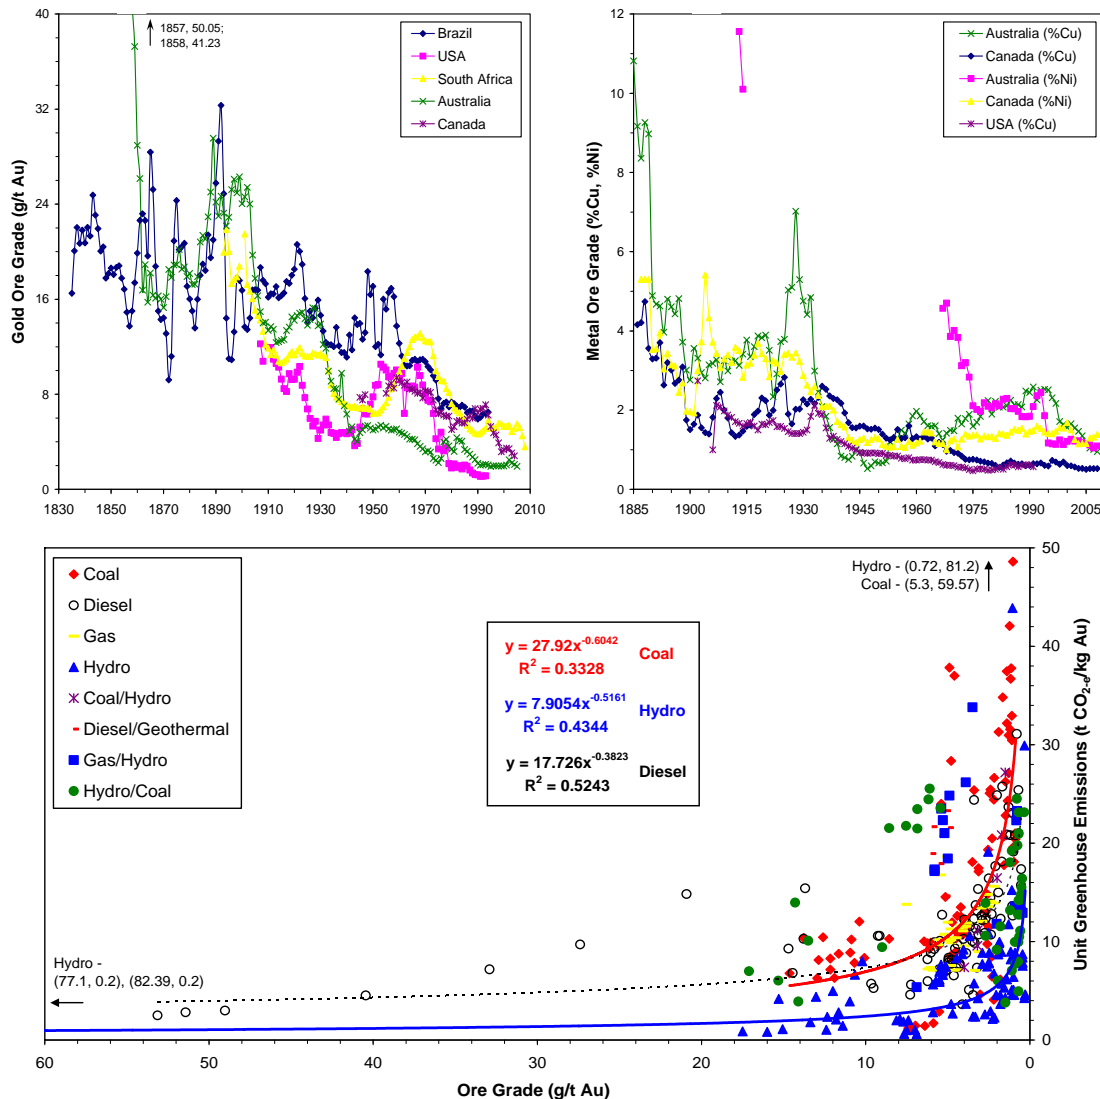 Gold Ore Grade (g/t Au)
40
32
24
16
8
0
1857, 50.05;
1858, 41.23
Brazil
USA
South Africa
Australia
Canada
1830 1850 1870 1890 1910 1930 1950 1970 1990 2010
Metal Ore Grade (%Cu, %Ni)
12
10
8
6
4
2
0
Australia (%Cu)
Canada (%Cu)
Australia (%Ni)
Canada (%Ni)
USA (%Cu)
1885 1900 1915 1930 1945 1960 1975 1990 2005
Coal
Diesel
Gas
Hydro
Coal/Hydro
Diesel/Geothermal
Gas/Hydro
Hydro/Coal
y = 27.92x^-0.6042 Coal
R² = 0.3328
y = 7.9054x^-0.5161 Hydro
R² = 0.4344
y = 17.726x^-0.3823 Diesel
R² = 0.5243
Hydro - (0.72, 81.2)
Coal - (5.3, 59.57)
Hydro -
(77.1, 0.2), (82.39, 0.2)
50
40
30
20
10
0
Unit Greenhouse Emissions (t CO2-e/kg Au)
60 50 40 30 20 10 0
Ore Grade (g/t Au)